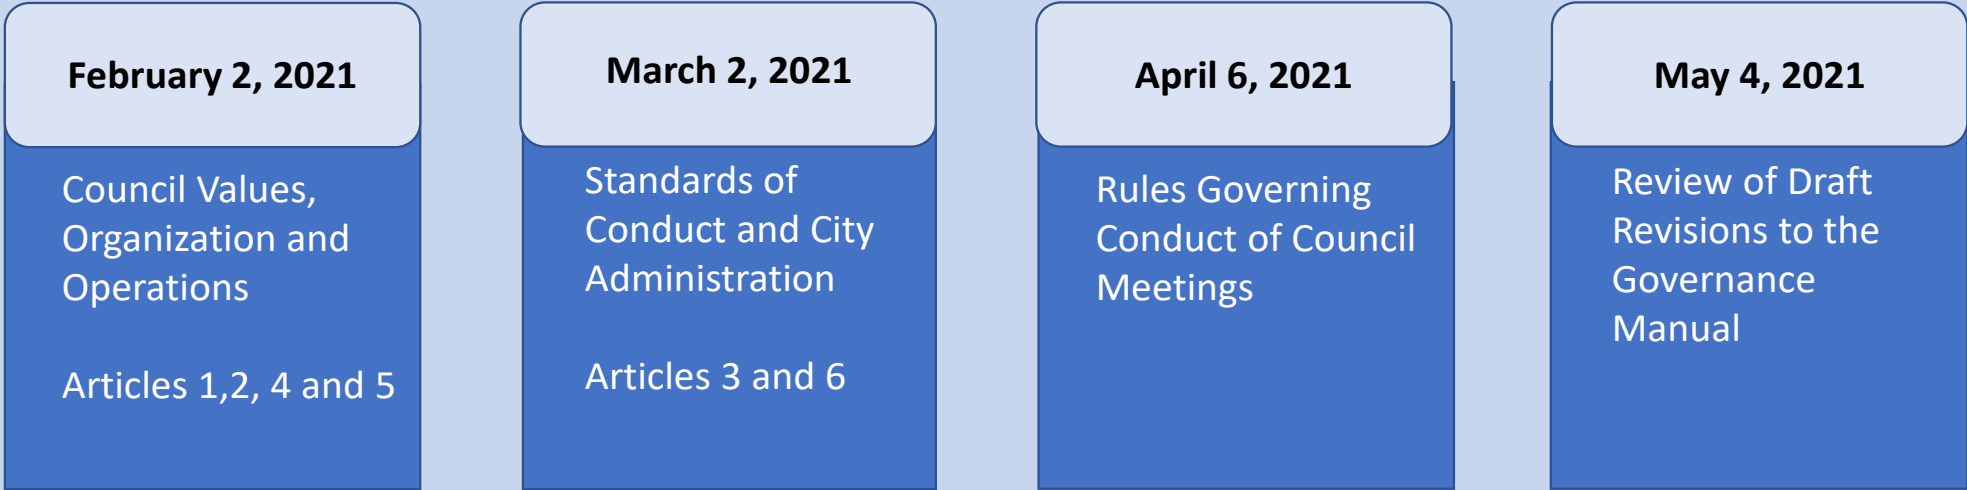 February 2, 2021
Council Values,
Organization and
Operations
Articles 1,2, 4 and 5
March 2, 2021
Standards of
Conduct and City
Administration
Articles 3 and 6
April 6, 2021
Rules Governing
Conduct of Council
Meetings
May 4, 2021
Review of Draft
Revisions to the
Governance
Manual